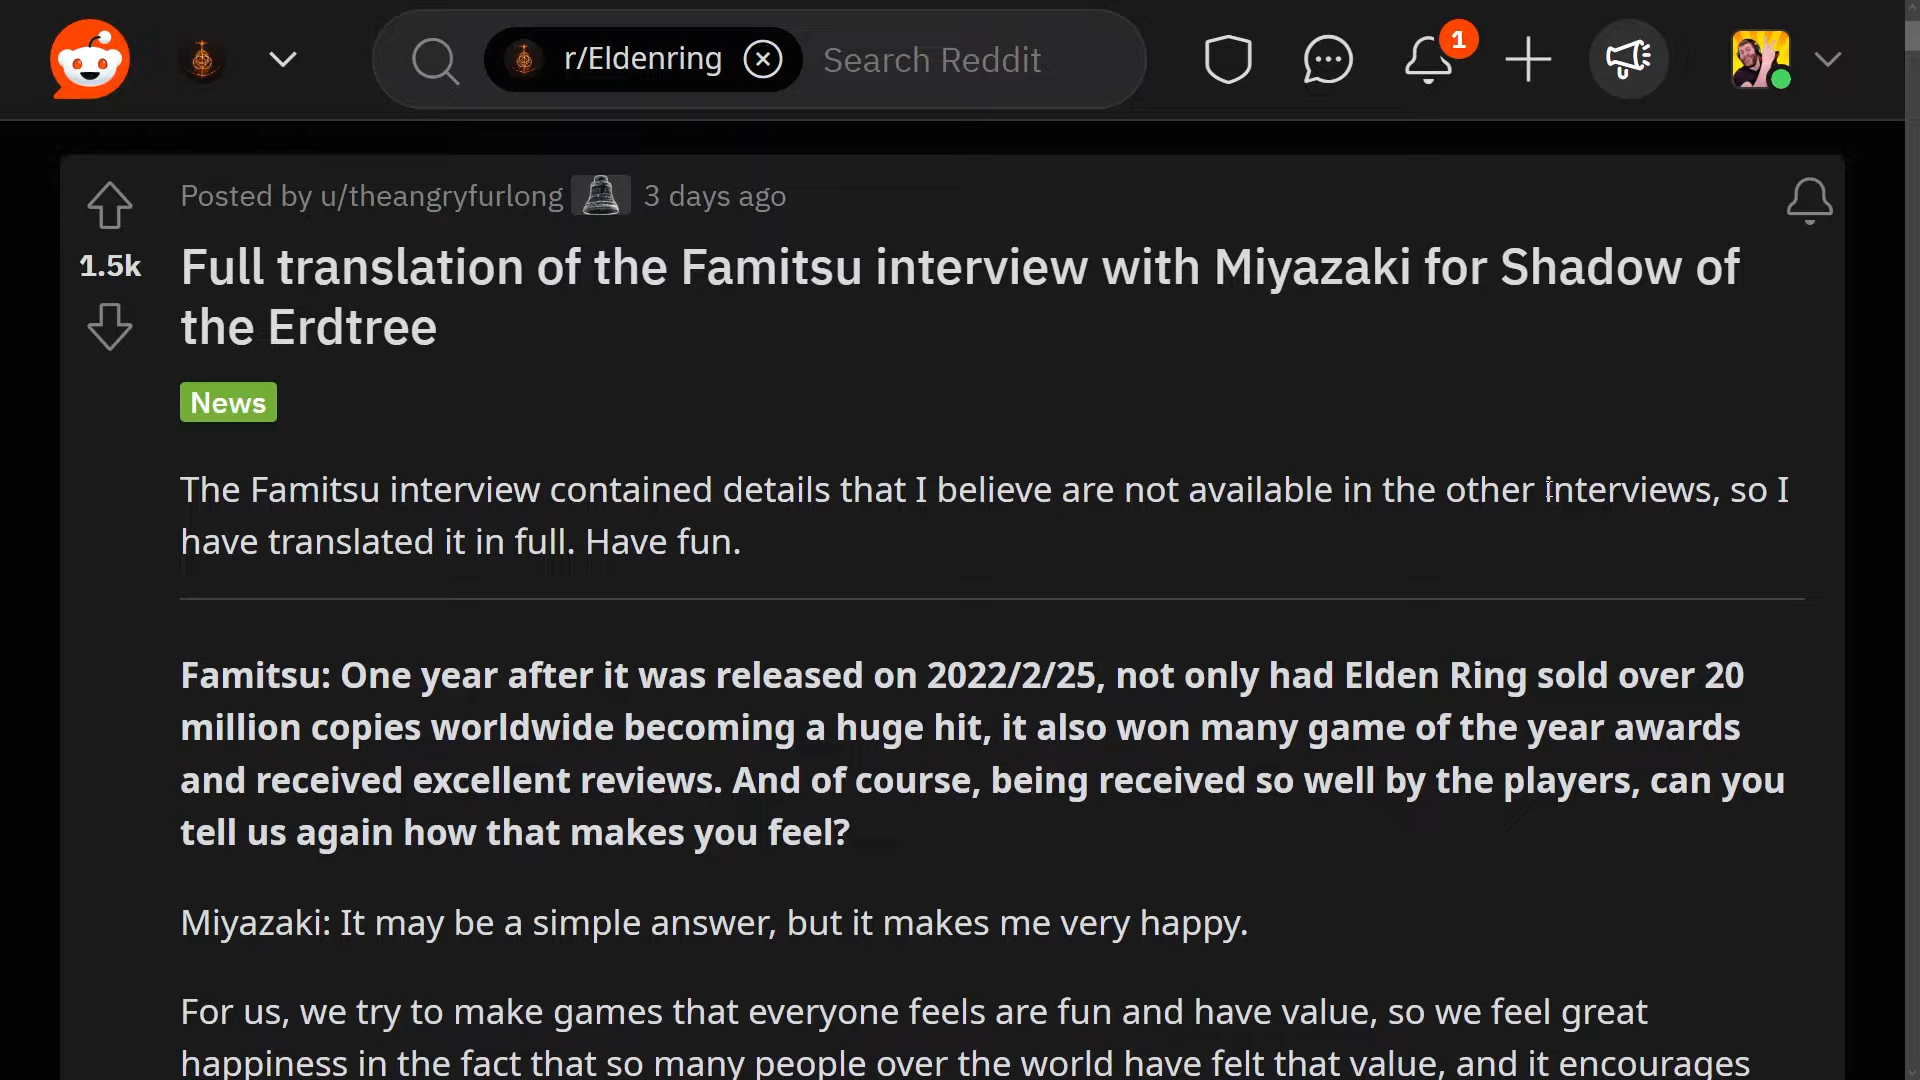 r/Eldenring
Search Reddit
1
Posted by u/theangryfurlong 3 days ago
1.5k
Full translation of the Famitsu interview with Miyazaki for Shadow of
the Erdtree
News
The Famitsu interview contained details that I believe are not available in the other interviews, so I
have translated it in full. Have fun.
Famitsu: One year after it was released on 2022/2/25, not only had Elden Ring sold over 20
million copies worldwide becoming a huge hit, it also won many game of the year awards
and received excellent reviews. And of course, being received so well by the players, can you
tell us again how that makes you feel?
Miyazaki: It may be a simple answer, but it makes me very happy.
For us, we try to make games that everyone feels are fun and have value, so we feel great
happiness in the fact that so many people over the world have felt that value, and it encourages